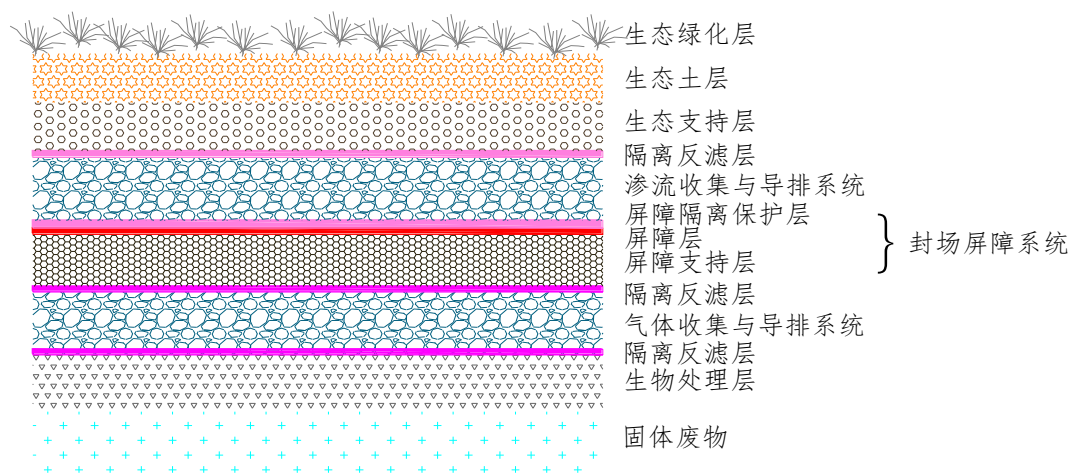 生态绿化层
生态土层
生态支持层
隔离反滤层
渗流收集与导排系统
屏障隔离保护层
屏障层
屏障支持层
封场屏障系统
隔离反滤层
气体收集与导排系统
隔离反滤层
生物处理层
固体废物